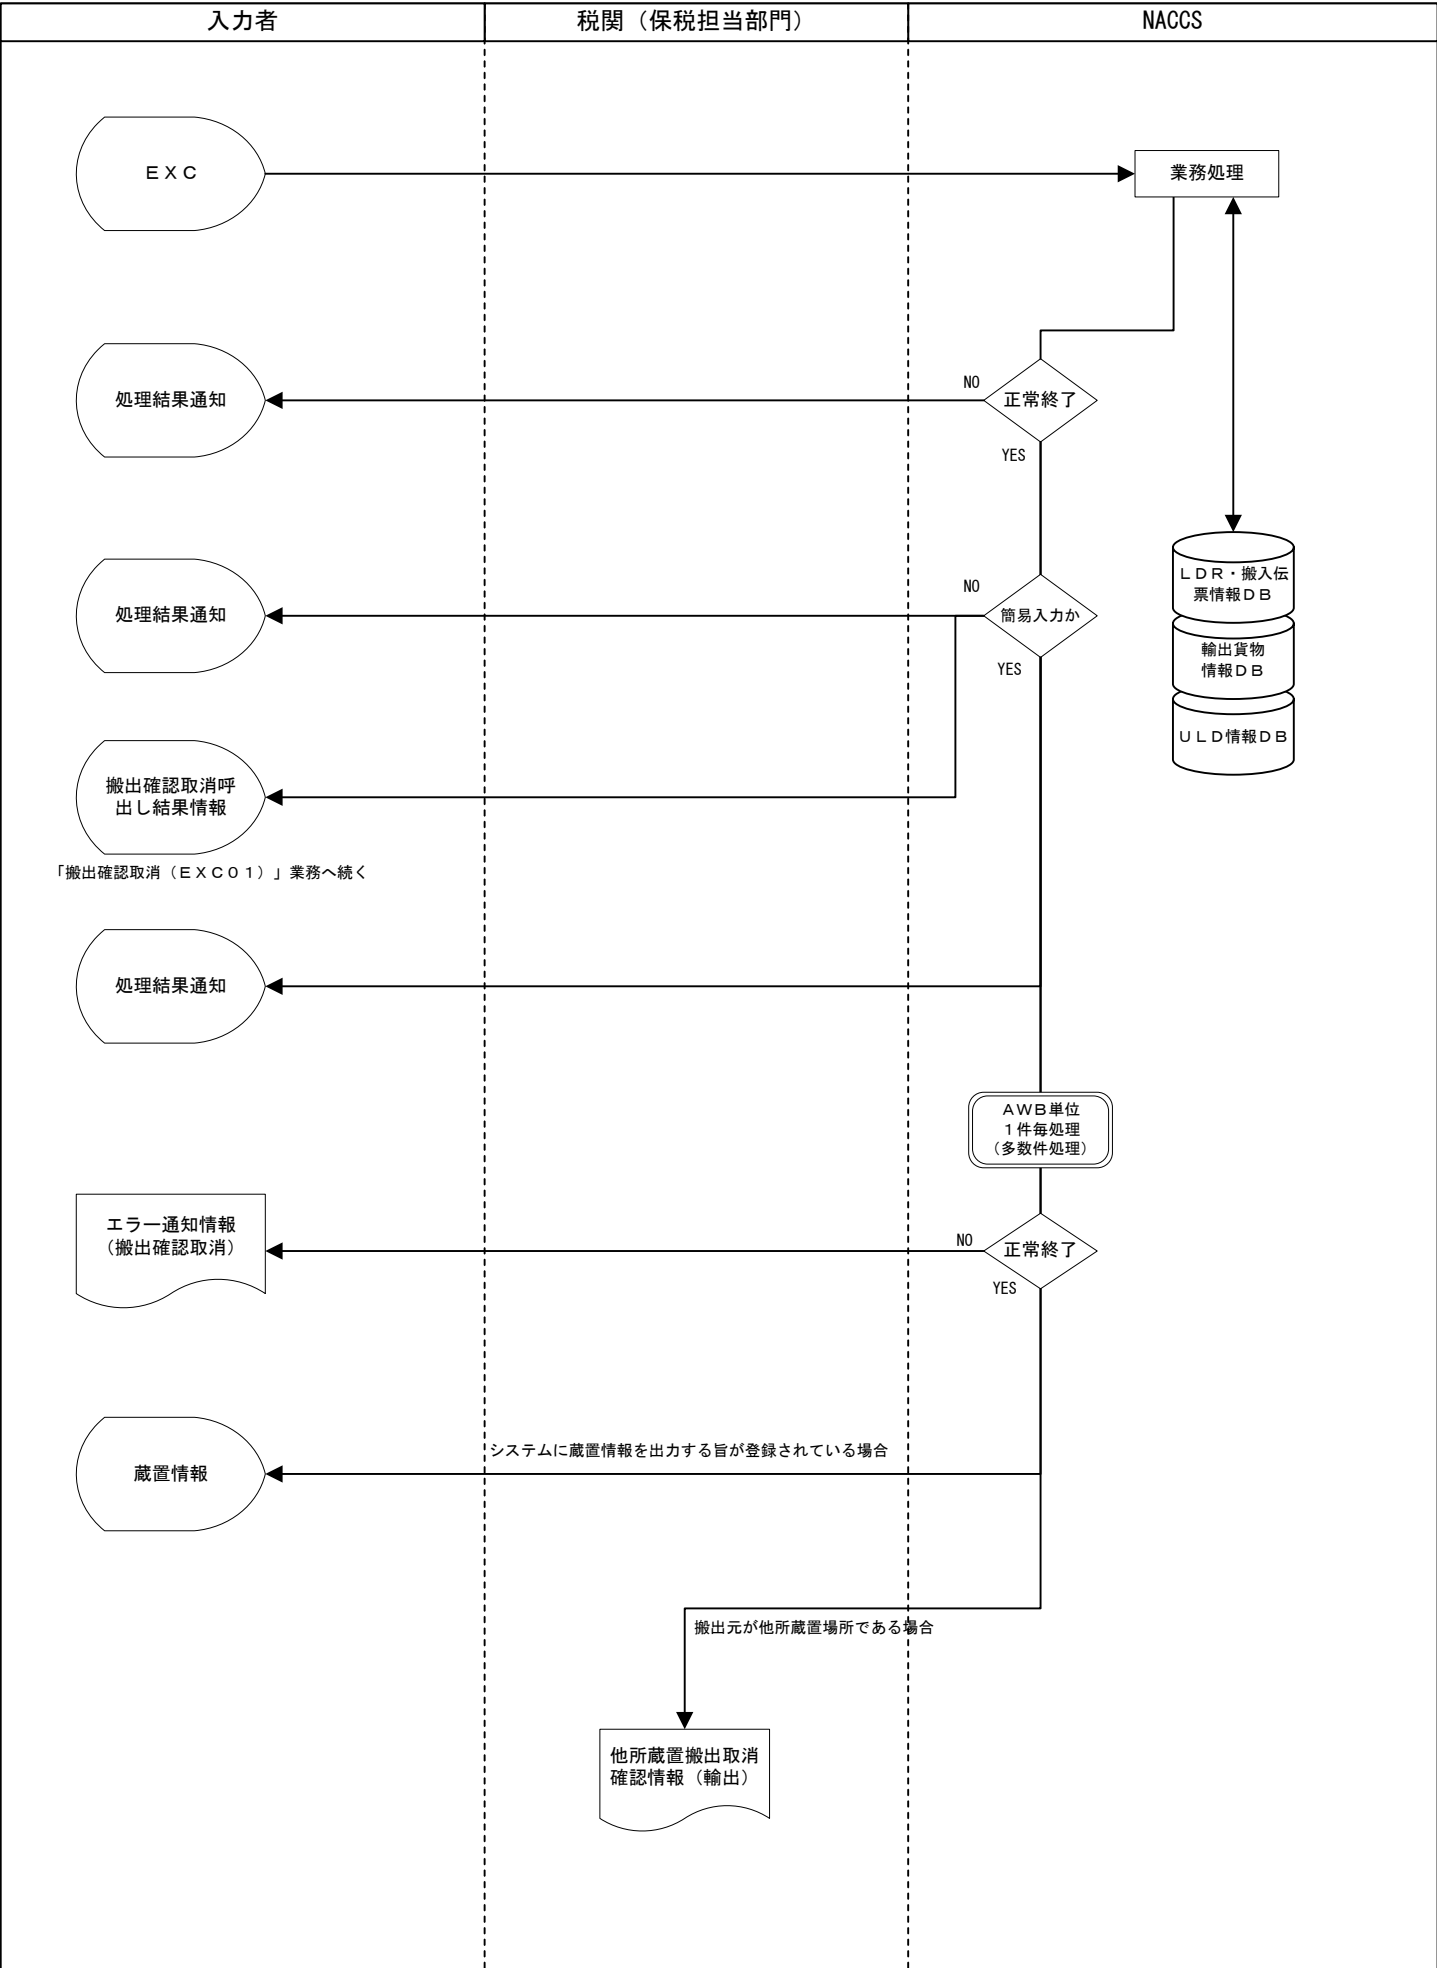 入力者
税関（保税担当部門）
NACCS
ＥＸＣ
業務処理
処理結果通知
NO
正常終了
YES
LDR・搬入伝
票情報DB
輸出貨物
情報DB
ULD情報DB
処理結果通知
NO
簡易入力か
YES
搬出確認取消呼
出し結果情報
「搬出確認取消（ＥＸＣ０１）」業務へ続く
処理結果通知
ＡＷＢ単位
１件毎処理
（多数件処理）
エラー通知情報
（搬出確認取消）
NO
正常終了
YES
システムに蔵置情報を出力する旨が登録されている場合
蔵置情報
搬出元が他所蔵置場所である場合
他所蔵置搬出取消
確認情報（輸出）